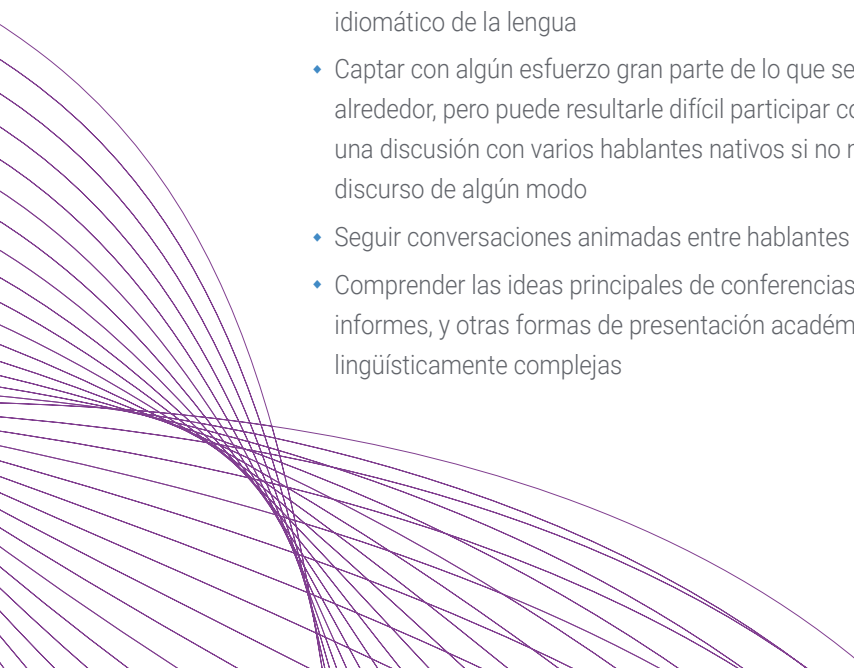 idiomático de la lengua
Captar con algún esfuerzo gran parte de lo que se
alrededor, pero puede resultarle difícil participar
una discusión con varios hablantes nativos si no
discurso de algún modo
Seguir conversaciones animadas entre hablantes
Comprender las ideas principales de conferencias
informes, y otras formas de presentación
lingüísticamente complejas